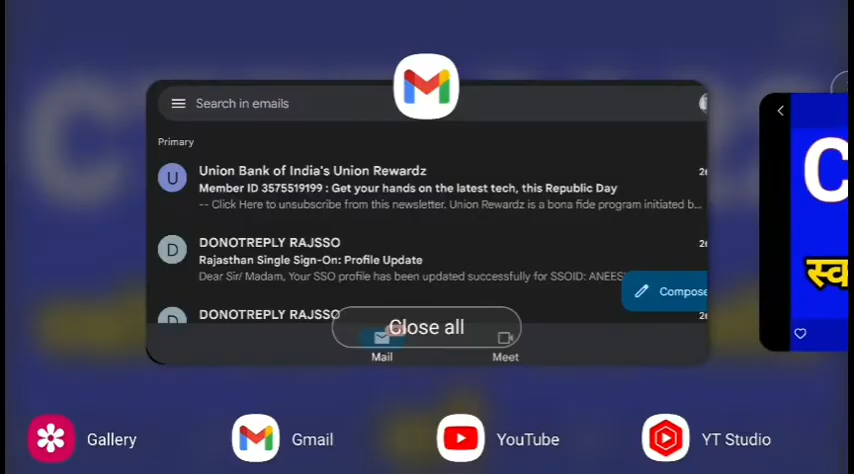 Search in emails
Primary
U
Union Bank of India's Union Rewardz
Member ID 3575519199 : Get your hands on the latest tech, this Republic Day
-- Click Here to unsubscribe from this newsletter. Union Rewardz is a bona fide program initiated b...
D
DONOTREPLY RAJSSO
Rajasthan Single Sign-On: Profile Update
Dear Sir/ Madam, Your SSO profile has been updated successfully for SSOID: ANEES
Compose
D
DONOTREPLY RAJSSO
Close all
Mail
Meet
C
स्क
Gallery
Gmail
YouTube
YT Studio